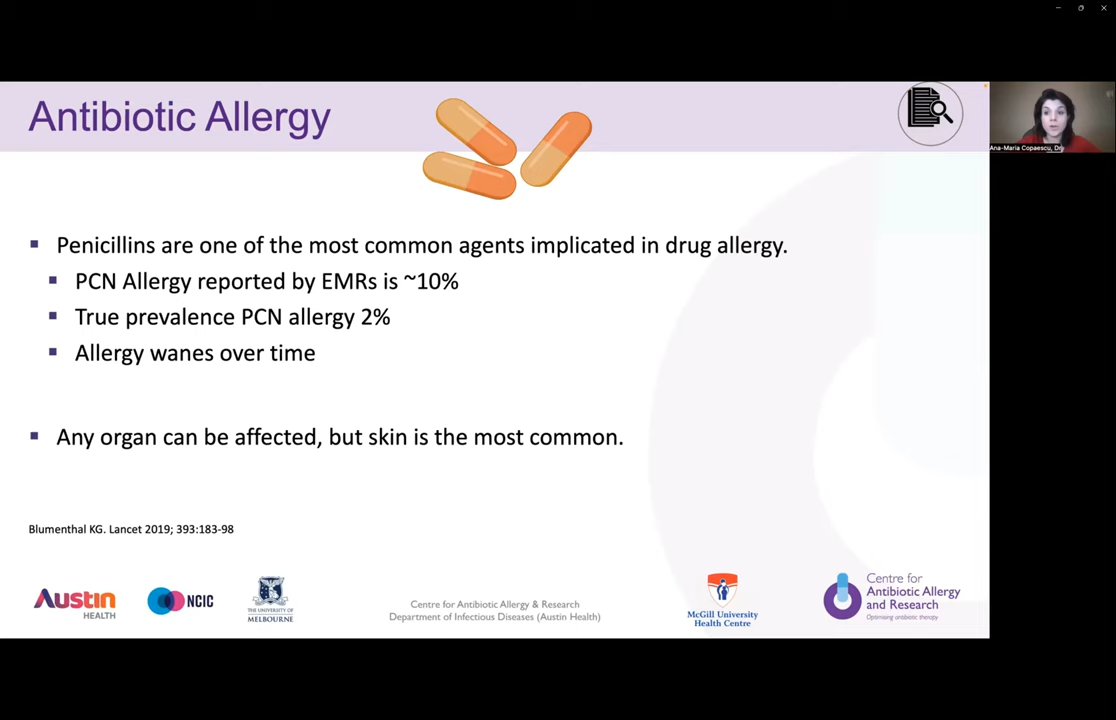 Antibiotic Allergy
Ana-Maria Copaescu, Dr
Penicillins are one of the most common agents implicated in drug allergy.
PCN Allergy reported by EMRs is ~10%
True prevalence PCN allergy 2%
Allergy wanes over time
Any organ can be affected, but skin is the most common.
Blumenthal KG. Lancet 2019; 393:183-98
Austin
HEALTH
NCIC
THE UNIVERSITY OF
MELBOURNE
Centre for Antibiotic Allergy & Research
Department of Infectious Diseases (Austin Health)
McGill University
Health Centre
Centre for
Antibiotic Allergy
and Research
Optimising antibiotic therapy